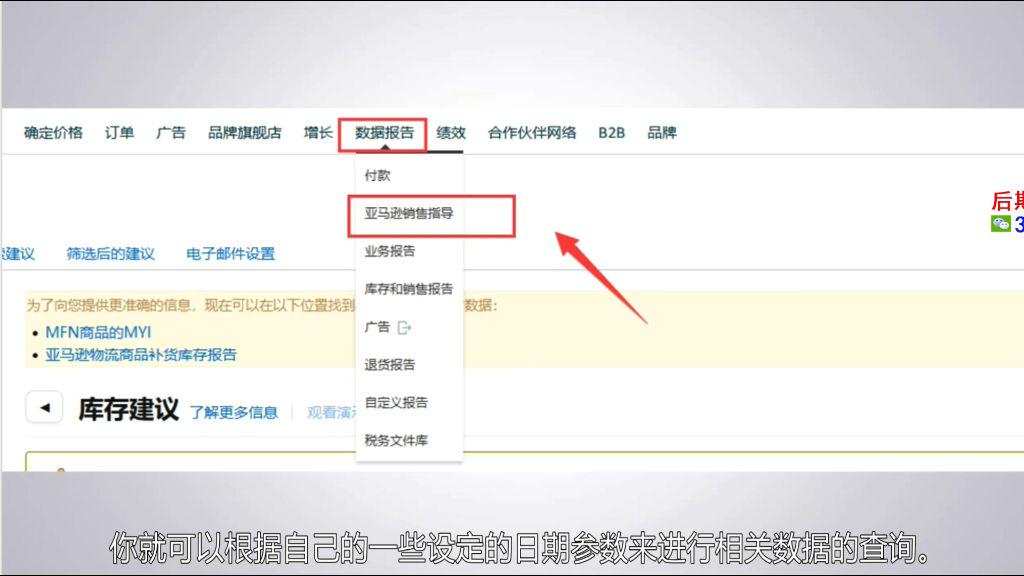 确定价格 订单 广告 品牌旗舰店 增长 数据报告 绩效 合作伙伴网络 B2B 品牌
付款
亚马逊销售指导
后期
3
业务报告
建议 筛选后的建议 电子邮件设置
库存和销售报告
为了向您提供更准确的信息，现在可以在以下位置找到 数据：
广告
• MFN商品的MYI
• 亚马逊物流商品补货库存报告
退货报告
自定义报告
库存建议 了解更多信息 观看演
税务文件库
你就可以根据自己的一些设定的日期参数来进行相关数据的查询。